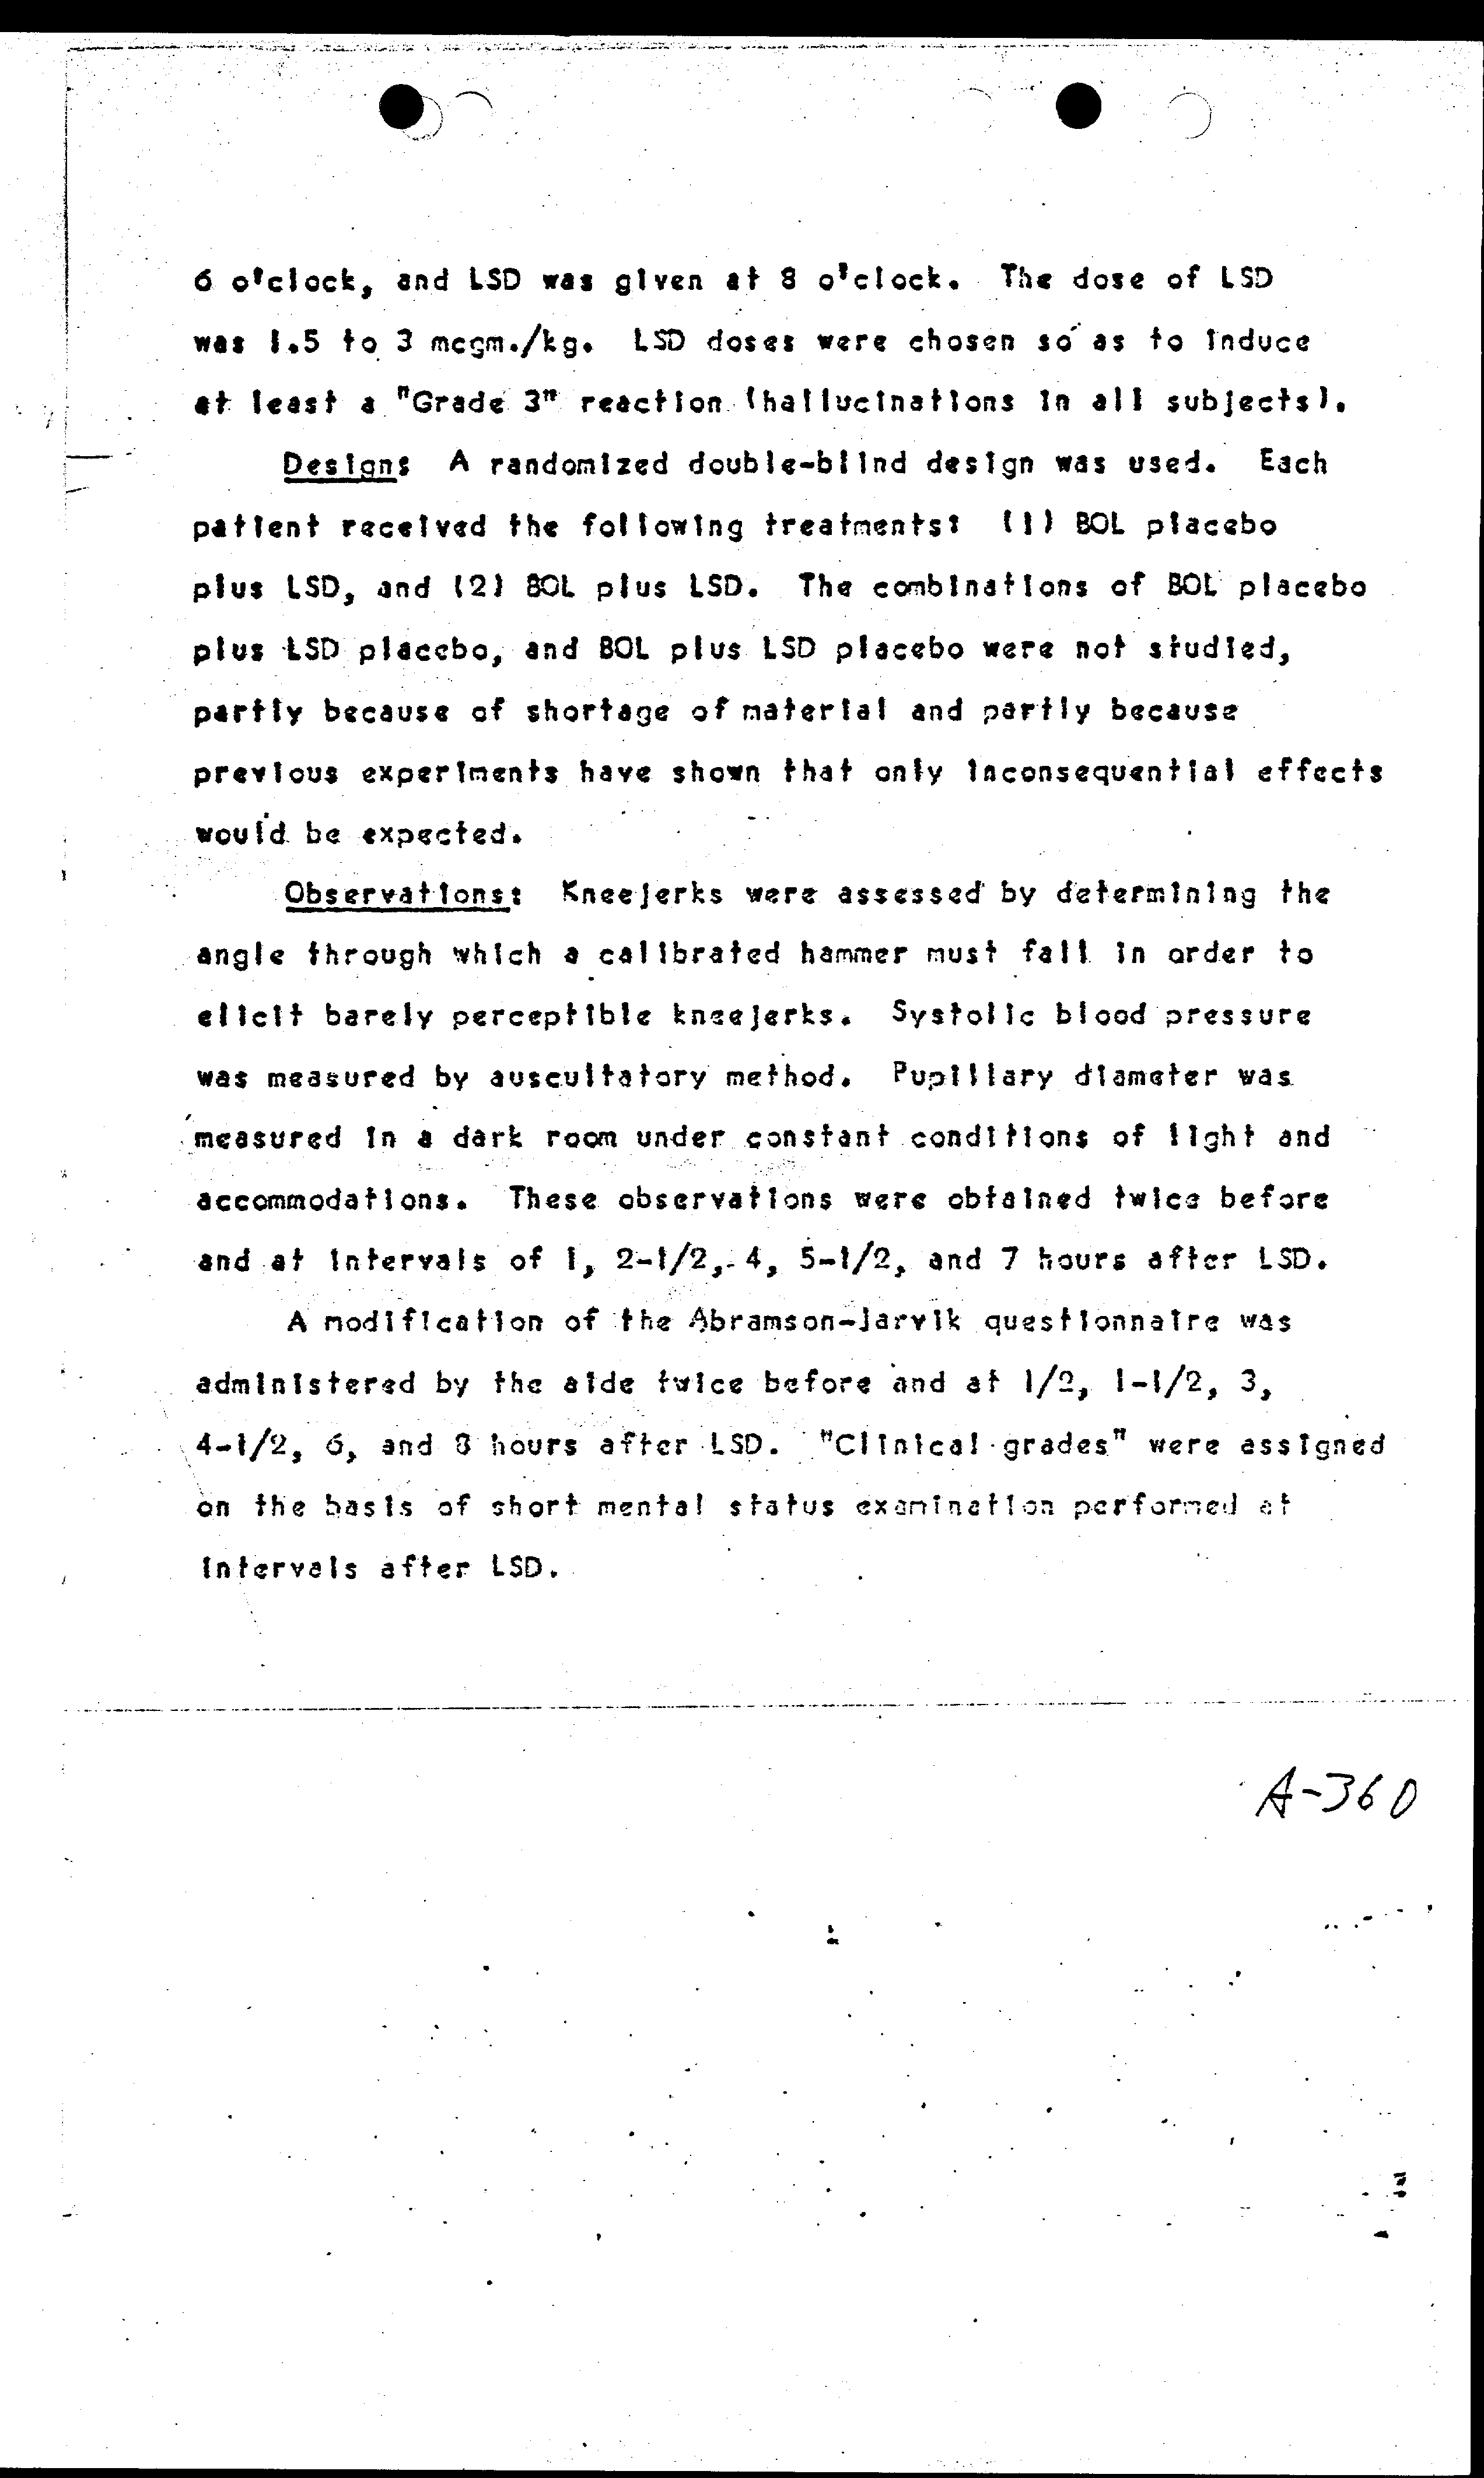 6 o'clock, and LSD was given at 8 o'clock. The dose of LSD
was 1.5 to 3 mcgm./kg. LSD doses were chosen so as to induce
at least a "Grade 3" reaction (hallucinations in all subjects).
Design: A randomized double-blind design was used. Each
patient received the following treatments: (1) BOL placebo
plus LSD, and (2) BOL plus LSD. The combinations of BOL placebo
plus LSD placebo, and BOL plus LSD placebo were not studied,
partly because of shortage of material and partly because
previous experiments have shown that only inconsequential effects
would be expected.
Observations: Kneejerks were assessed by determining the
angle through which a calibrated hammer must fall in order to
elicit barely perceptible kneejerks. Systolic blood pressure
was measured by auscultatory method. Pupillary diameter was
measured in a dark room under constant conditions of light and
accommodations. These observations were obtained twice before
and at intervals of 1, 2-1/2, 4, 5-1/2, and 7 hours after LSD.
A modification of the Abramson-Jarvik questionnaire was
administered by the aide twice before and at 1/2, 1-1/2, 3,
4-1/2, 6, and 8 hours after LSD. "Clinical grades" were assigned
on the basis of short mental status examination performed at
intervals after LSD.
A-360